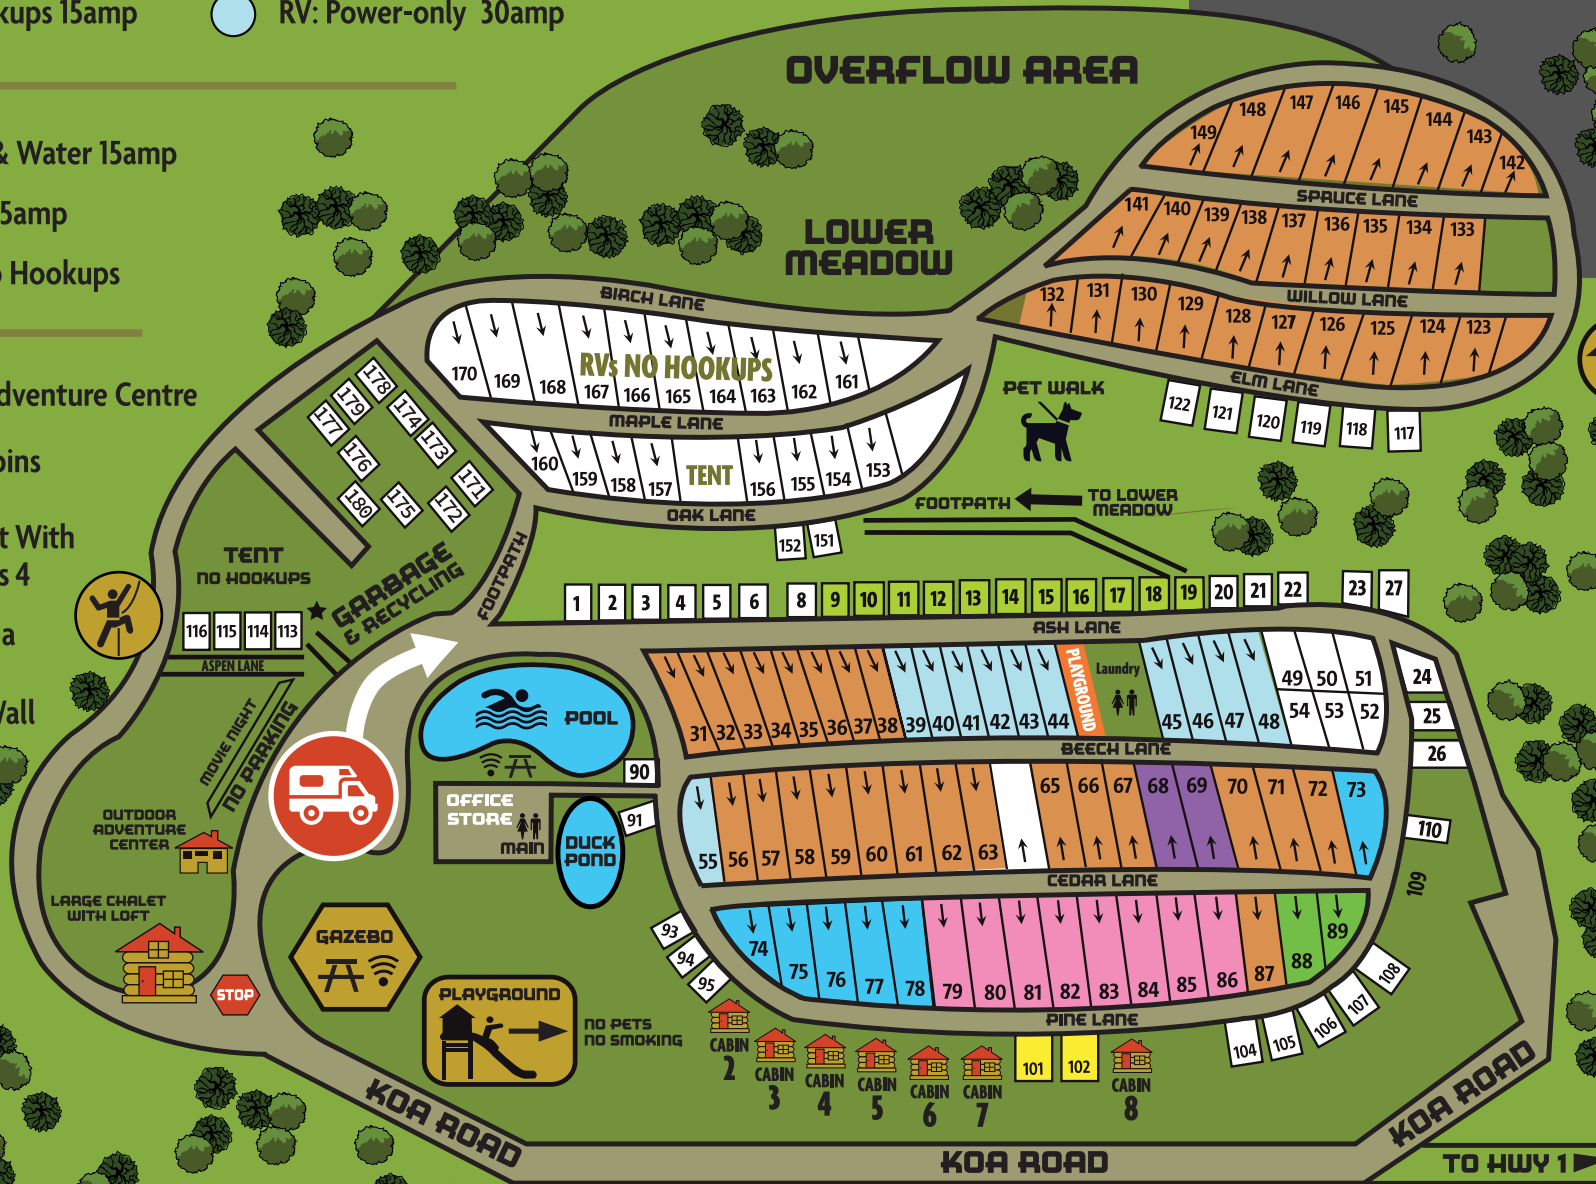 kups 15amp
RV: Power-only 30amp
& Water 15amp
5amp
Hookups
dventure Centre
bins
t With
s 4
a
Wall
OVERFLOW AREA
LOWER
MEADOW
149 148 147 146 145 144 143 142
SPRUCE LANE
141 140 139 138 137 136 135 134 133
WILLOW LANE
132 131 130 129 128 127 126 125 124 123
ELM LANE
122 121 120 119 118 117
BIRCH LANE
170 169 168 167 166 165 164 163 162 161
RVs NO HOOKUPS
MAPLE LANE
160 159 158 157
TENT
156 155 154 153
OAK LANE
152 151
PET WALK
FOOTPATH
TO LOWER
MEADOW
178
179 174
177 173
176 171
180 175 172
FOOTPATH
TENT
NO HOOKUPS
GARBAGE
& RECYCLING
116 115 114 113
ASPEN LANE
MOVIE NIGHT
NO PARKING
OUTDOOR
ADVENTURE
CENTER
LARGE CHALET
WITH LOFT
STOP
1 2 3 4 5 6 8 9 10 11 12 13 14 15 16 17 18 19 20 21 22 23 27
ASH LANE
31 32 33 34 35 36 37 38 39 40 41 42 43 44
PLAYGROUND
Laundry
45 46 47 48
49 50 51
54 53 52
24
25
26
BEECH LANE
POOL
90
OFFICE
STORE
MAIN
DUCK
POND
91
55 56 57 58 59 60 61 62 63 65 66 67 68 69 70 71 72 73
110
109
CEDAR LANE
93
94
95
74 75 76 77 78 79 80 81 82 83 84 85 86 87 88 89
PINE LANE
108
107
106
105
104
GAZEBO
PLAYGROUND
NO PETS
NO SMOKING
CABIN
2
CABIN
3
CABIN
4
CABIN
5
CABIN
6
CABIN
7
101 102
CABIN
8
KOA ROAD
KOA ROAD
KOA ROAD
TO HWY 1